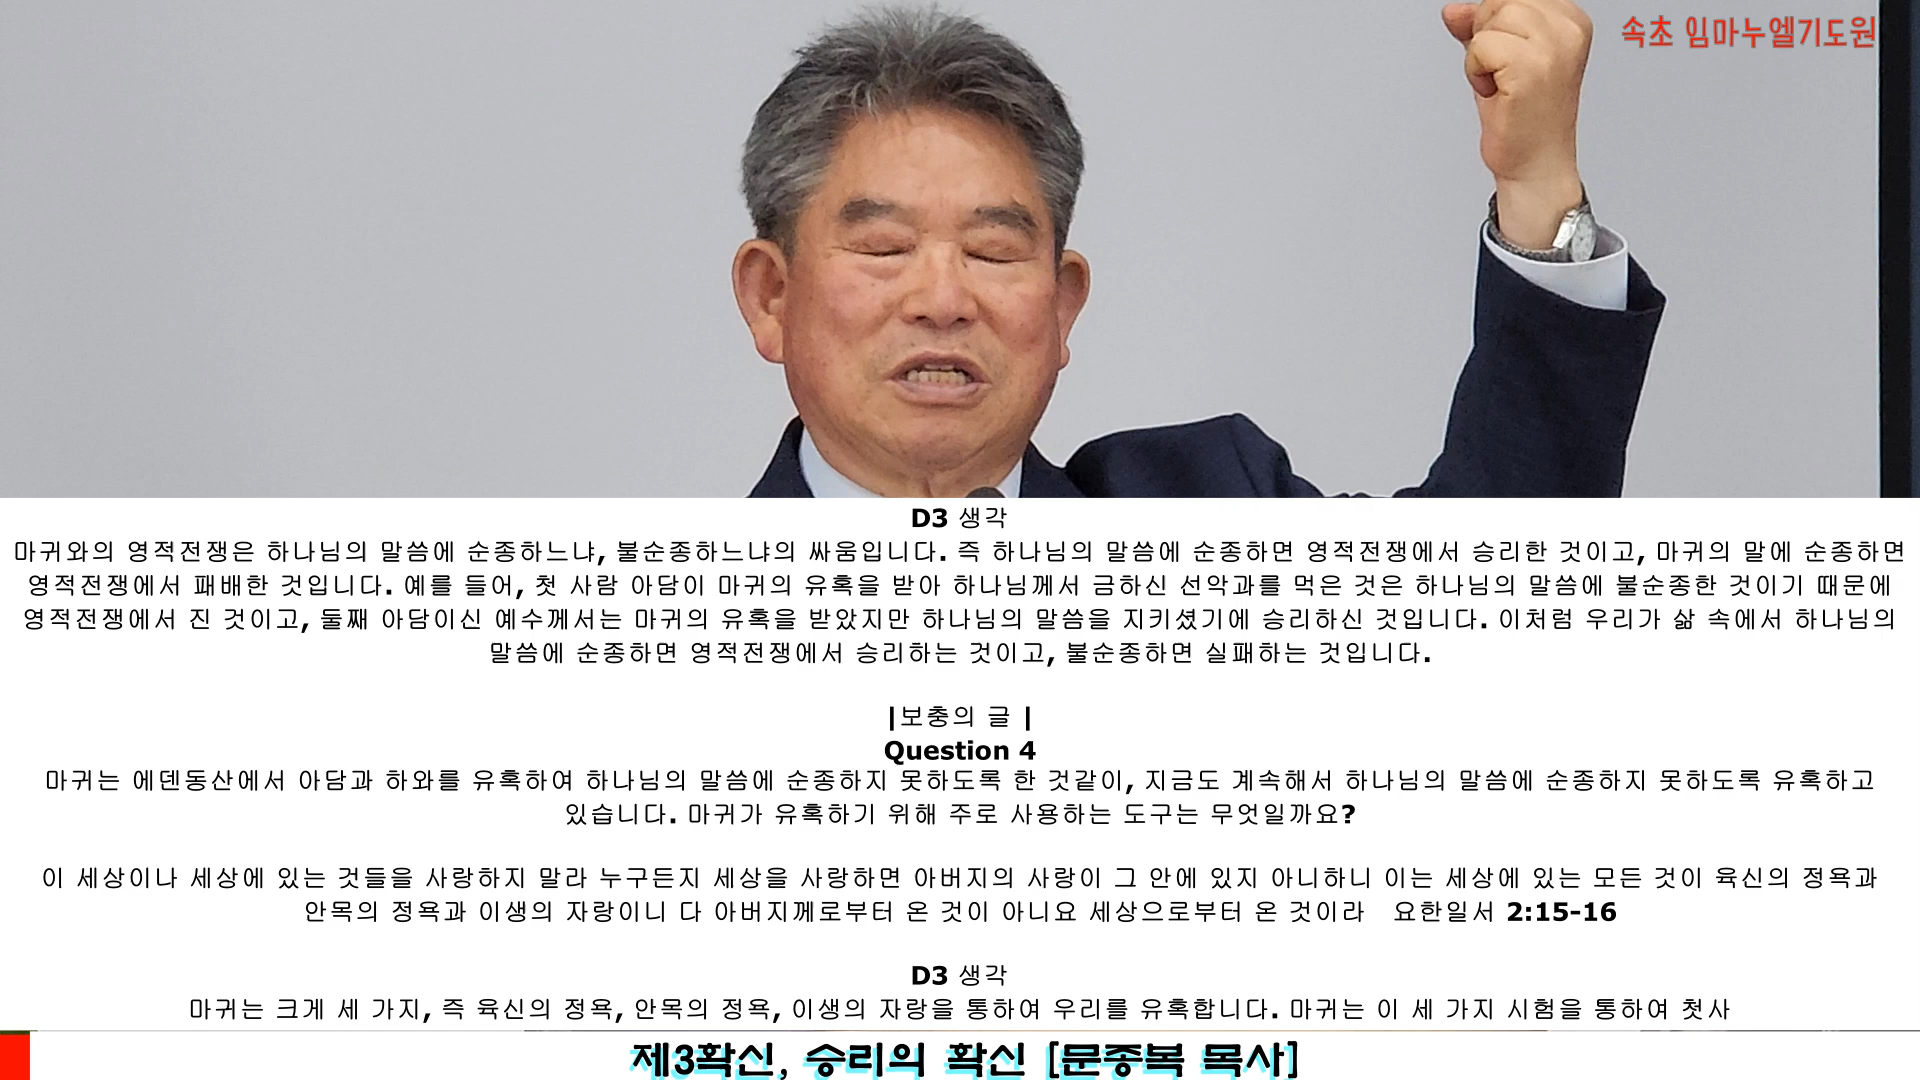 속초 임마누엘기도원
D3 생각
마귀와의 영적전쟁은 하나님의 말씀에 순종하느냐, 불순종하느냐의 싸움입니다. 즉 하나님의 말씀에 순종하면 영적전쟁에서 승리한 것이고, 마귀의 말에 순종하면
영적전쟁에서 패배한 것입니다. 예를 들어, 첫 사람 아담이 마귀의 유혹을 받아 하나님께서 금하신 선악과를 먹은 것은 하나님의 말씀에 불순종한 것이기 때문에
영적전쟁에서 진 것이고, 둘째 아담이신 예수께서는 마귀의 유혹을 받았지만 하나님의 말씀을 지키셨기에 승리하신 것입니다. 이처럼 우리가 삶 속에서 하나님의
말씀에 순종하면 영적전쟁에서 승리하는 것이고, 불순종하면 실패하는 것입니다.
|보충의 글 |
Question 4
마귀는 에덴동산에서 아담과 하와를 유혹하여 하나님의 말씀에 순종하지 못하도록 한 것같이, 지금도 계속해서 하나님의 말씀에 순종하지 못하도록 유혹하고
있습니다. 마귀가 유혹하기 위해 주로 사용하는 도구는 무엇일까요?
이 세상이나 세상에 있는 것들을 사랑하지 말라 누구든지 세상을 사랑하면 아버지의 사랑이 그 안에 있지 아니하니 이는 세상에 있는 모든 것이 육신의 정욕과
안목의 정욕과 이생의 자랑이니 다 아버지께로부터 온 것이 아니요 세상으로부터 온 것이라 요한일서 2:15-16
D3 생각
마귀는 크게 세 가지, 즉 육신의 정욕, 안목의 정욕, 이생의 자랑을 통하여 우리를 유혹합니다. 마귀는 이 세 가지 시험을 통하여 첫사
제3확신, 승리의 확신 [문종복 목사]